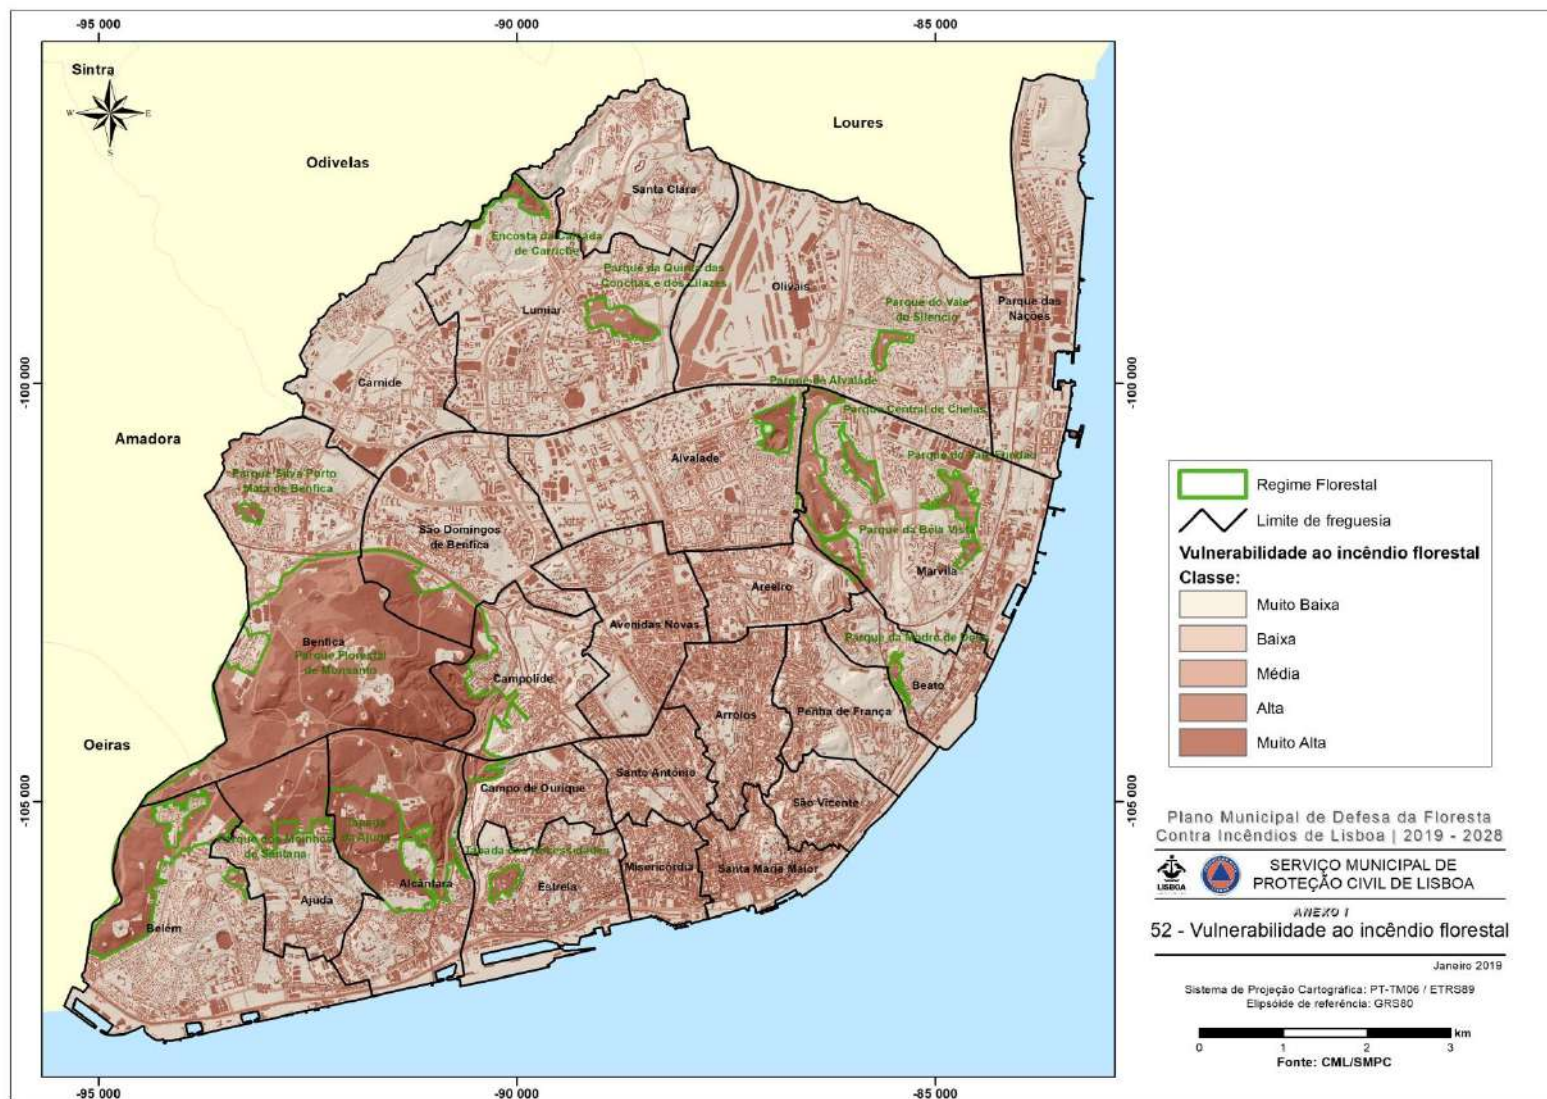 -95 000
-90 000
-85 000
Sintra
N
W
E
S
Loures
Odivelas
Santa Clara
Encosta da Calçada
de Carriche
Parque da Quinta das
Conchas e dos Lilazes
Olivais
Lumiar
Parque do Vale
do Silencio
Parque das
Nações
-100 000
-100 000
Carnide
Parque de Alvalade
Parque Central de Chelas
Amadora
Alvalade
Parque do Vale Fundão
Parque Silva Porto
Mata de Benfica
São Domingos
de Benfica
Parque da Bela Vista
Marvila
Areeiro
Avenidas Novas
Benfica
Parque Florestal
de Monsanto
Parque da Madre de Deus
Campolide
Beato
Arroios
Penha de França
Oeiras
Santo António
Campo de Ourique
São Vicente
-105 000
-105 000
Tapada
da Ajuda
Parque dos Moinhos
de Santana
Tapada das Necessidades
Misericórdia
Santa Maria Maior
Alcântara
Estrela
Ajuda
Belém
-95 000
-90 000
-85 000
Regime Florestal
Limite de freguesia
Vulnerabilidade ao incêndio florestal
Classe:
Muito Baixa
Baixa
Média
Alta
Muito Alta
Plano Municipal de Defesa da Floresta
Contra Incêndios de Lisboa | 2019 - 2028
LISBOA
SERVIÇO MUNICIPAL DE
PROTEÇÃO CIVIL DE LISBOA
ANEXO I
52 - Vulnerabilidade ao incêndio florestal
Janeiro 2019
Sistema de Projeção Cartográfica: PT-TM06 / ETRS89
Elipsóide de referência: GRS80
km
0 1 2 3
Fonte: CML/SMPC